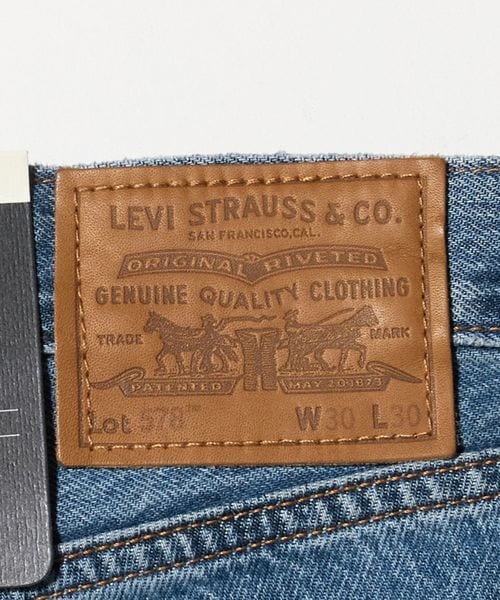 LEVI STRAUSS & CO.
SAN FRANCISCO, CAL.
ORIGINAL RIVETED
GENUINE QUALITY CLOTHING
TRADE MARK
PATENTED MAY 20 1873
Lot 578™ W30 L30